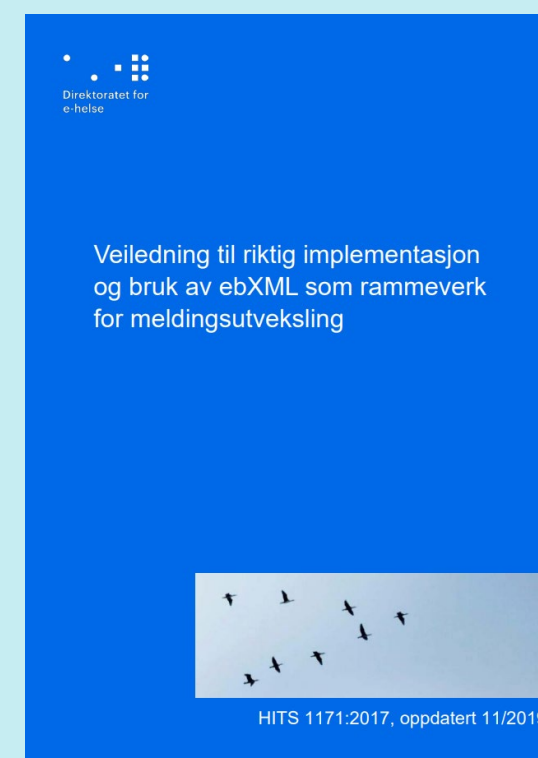 Direktoratet for
e-helse
Veiledning til riktig implementasjon
og bruk av ebXML som rammeverk
for meldingsutveksling
HITS 1171:2017, oppdatert 11/2019